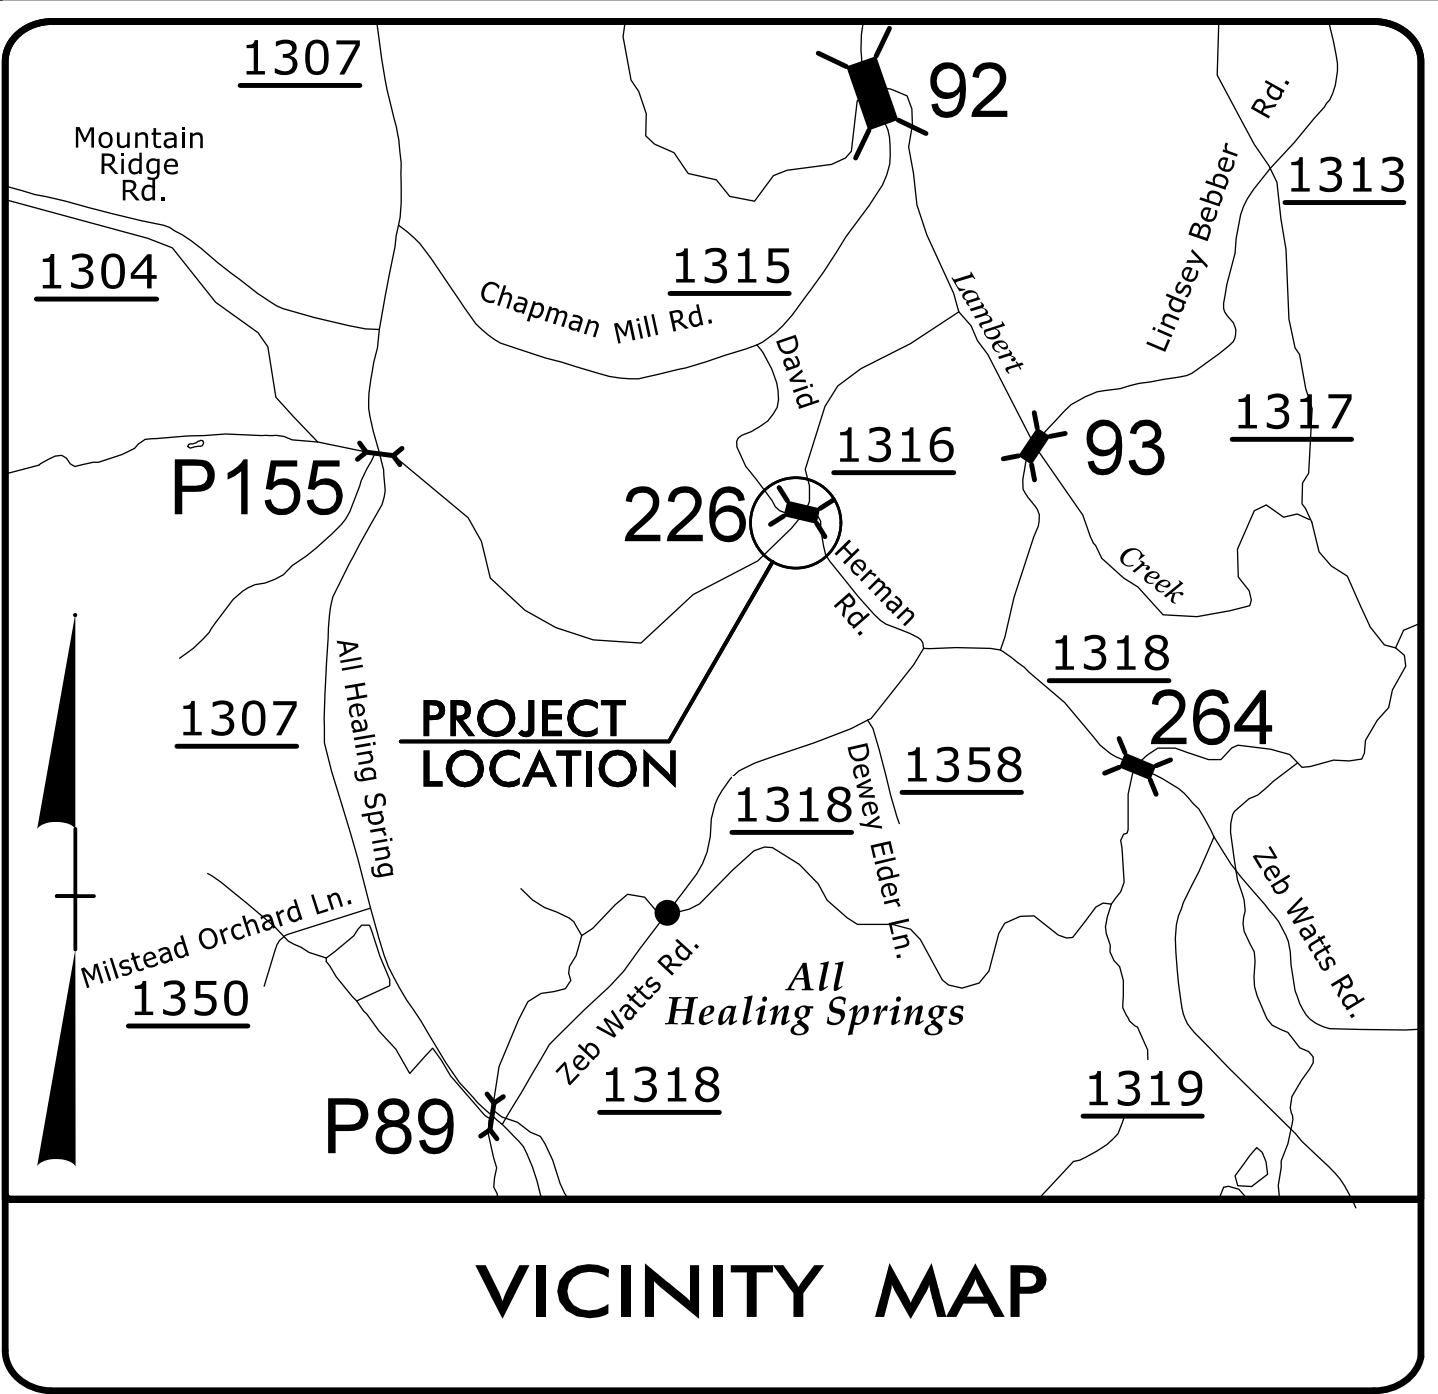 1307
92
Mountain
Ridge
Rd.
Lindsey Bebber Rd.
1313
1304
1315
Chapman Mill Rd.
Lambert
David
1317
1316
93
P155
226
Herman
Rd.
Creek
1318
All Healing Spring
1307
264
PROJECT
LOCATION
1358
1318
Dewey Elder Ln.
Zeb Watts Rd.
Milstead Orchard Ln.
1350
Zeb Watts Rd.
All
Healing Springs
1318
1319
P89
VICINITY MAP